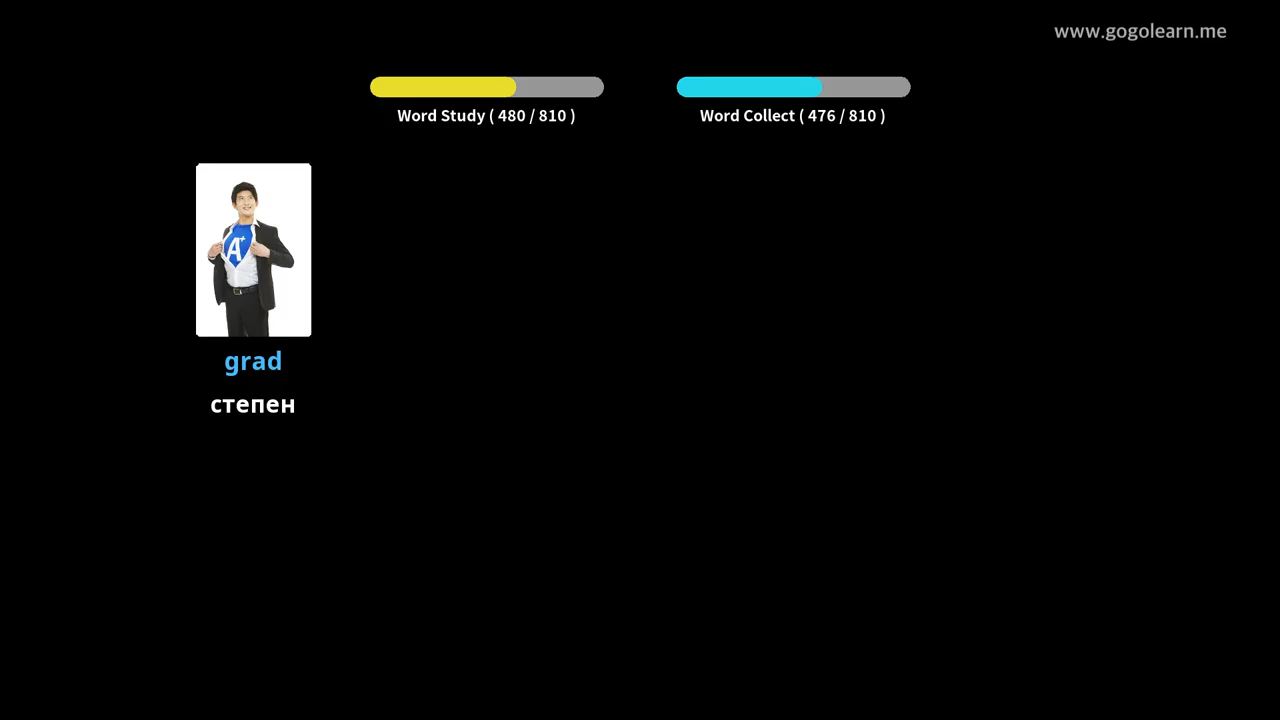 www.gogolearn.me
Word Study ( 480 / 810 )
Word Collect ( 476 / 810 )
A+
grad
степен